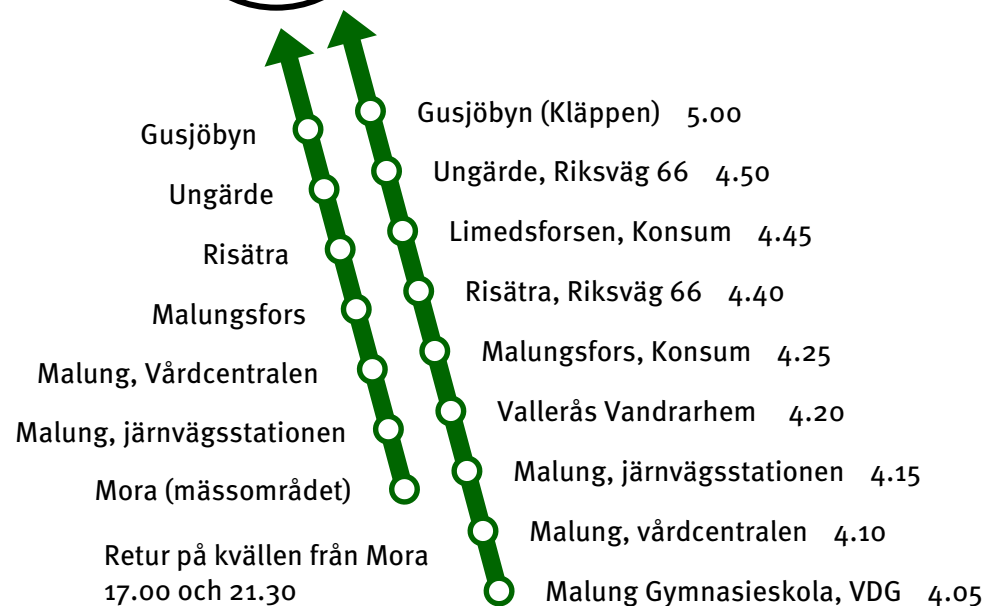 Gusjöbyn
Ungärde
Risätra
Malungsfors
Malung, Vårdcentralen
Malung, järnvägsstationen
Mora (mässområdet)
Retur på kvällen från Mora
17.00 och 21.30
Gusjöbyn (Kläppen) 5.00
Ungärde, Riksväg 66 4.50
Limedsforsen, Konsum 4.45
Risätra, Riksväg 66 4.40
Malungsfors, Konsum 4.25
Vallerås Vandrarhem 4.20
Malung, järnvägsstationen 4.15
Malung, vårdcentralen 4.10
Malung Gymnasieskola, VDG 4.05